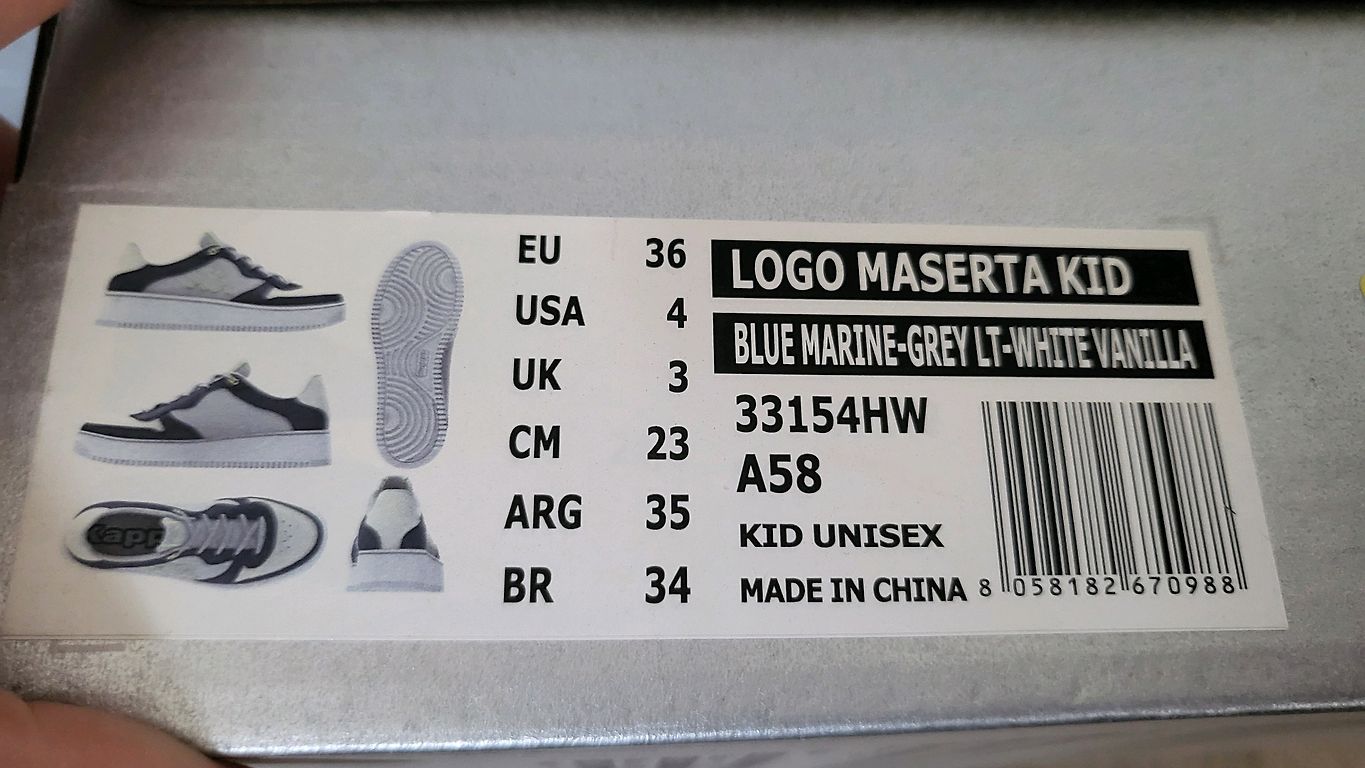 EU 36
USA 4
UK 3
CM 23
ARG 35
BR 34
LOGO MASERTA KID
BLUE MARINE-GREY LT-WHITE VANILLA
33154HW
A58
KID UNISEX
MADE IN CHINA
8 058182 670988